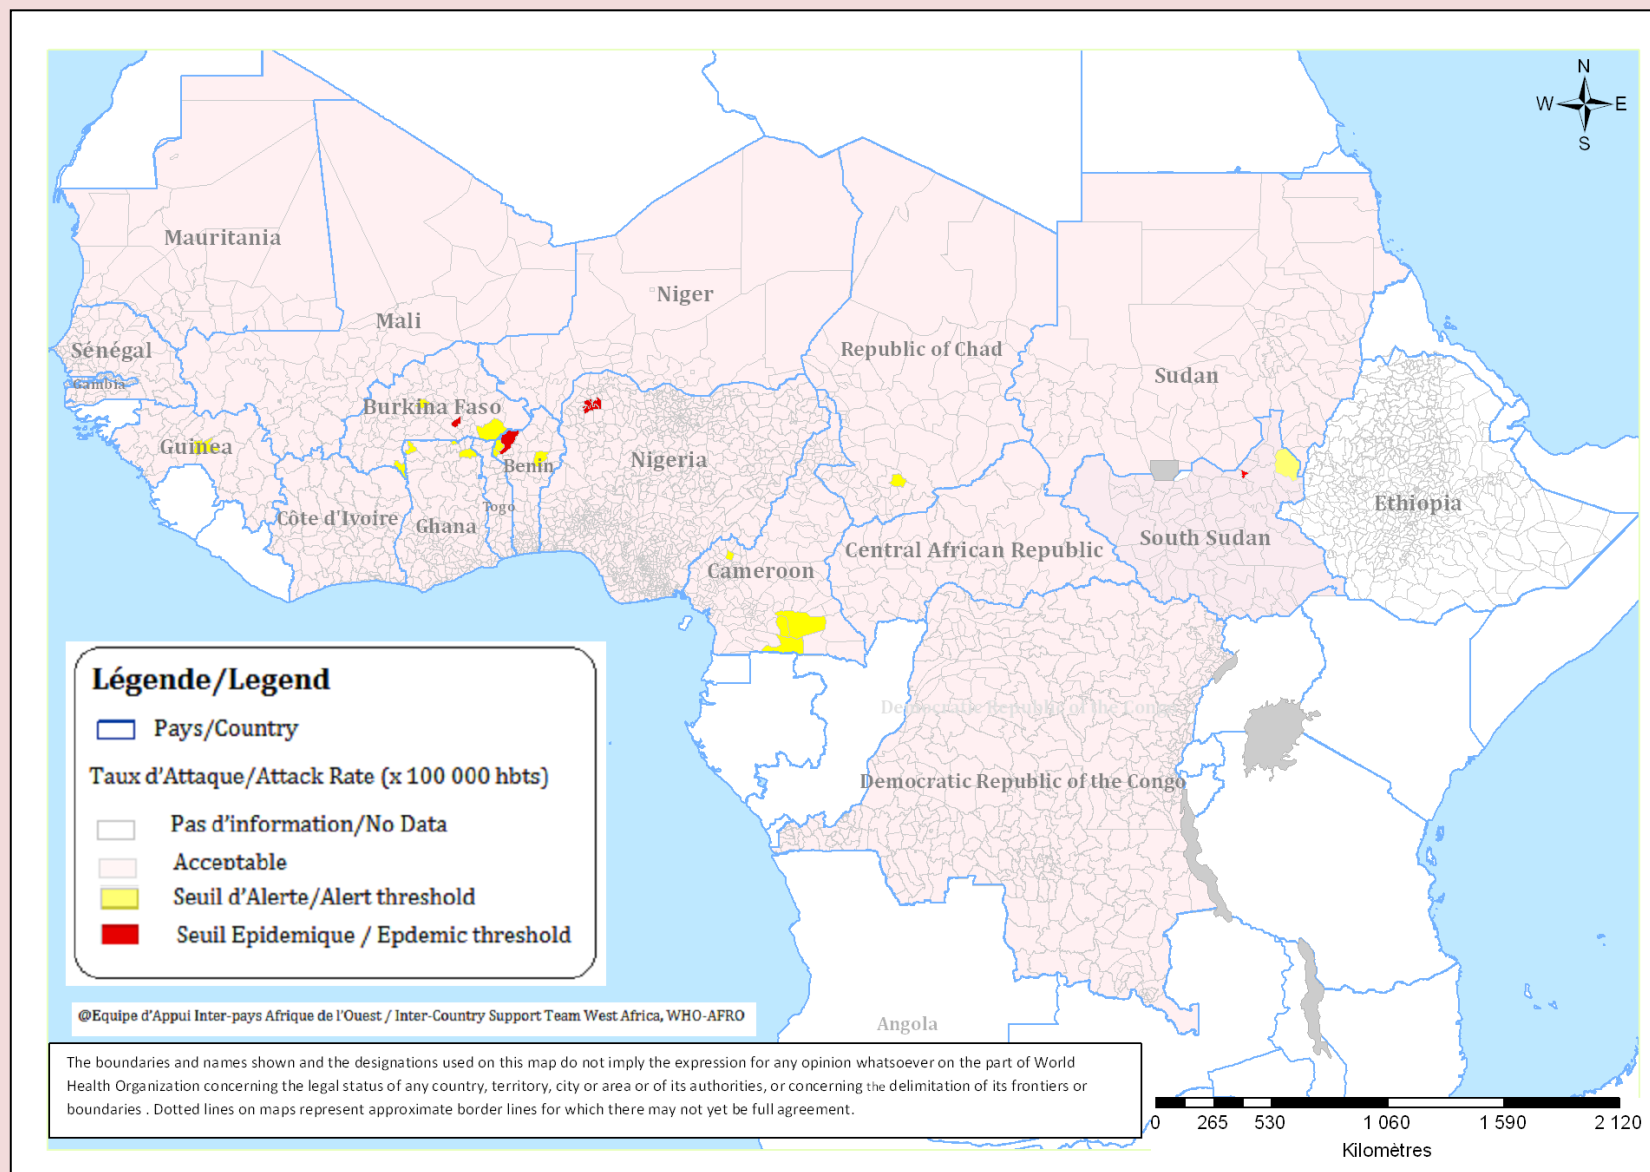 N
W
E
S
Mauritania
Mali
Niger
Republic of Chad
Sudan
Sénégal
Gambia
Guinea
Burkina Faso
Benin
Nigeria
Togo
Côte d'Ivoire
Ghana
Cameroon
Central African Republic
South Sudan
Ethiopia
Democratic Republic of the Congo
Democratic Republic of the Congo
Angola
Légende/Legend
Pays/Country
Taux d'Attaque/Attack Rate (x 100 000 hbts)
Pas d'information/No Data
Acceptable
Seuil d'Alerte/Alert threshold
Seuil Epidemique / Epdemic threshold
@Equipe d'Appui Inter-pays Afrique de l'Ouest / Inter-Country Support Team West Africa, WHO-AFRO
The boundaries and names shown and the designations used on this map do not imply the expression for any opinion whatsoever on the part of World
Health Organization concerning the legal status of any country, territory, city or area or of its authorities, or concerning the delimitation of its frontiers or
boundaries . Dotted lines on maps represent approximate border lines for which there may not yet be full agreement.
0 265 530 1 060 1 590 2 120
Kilomètres